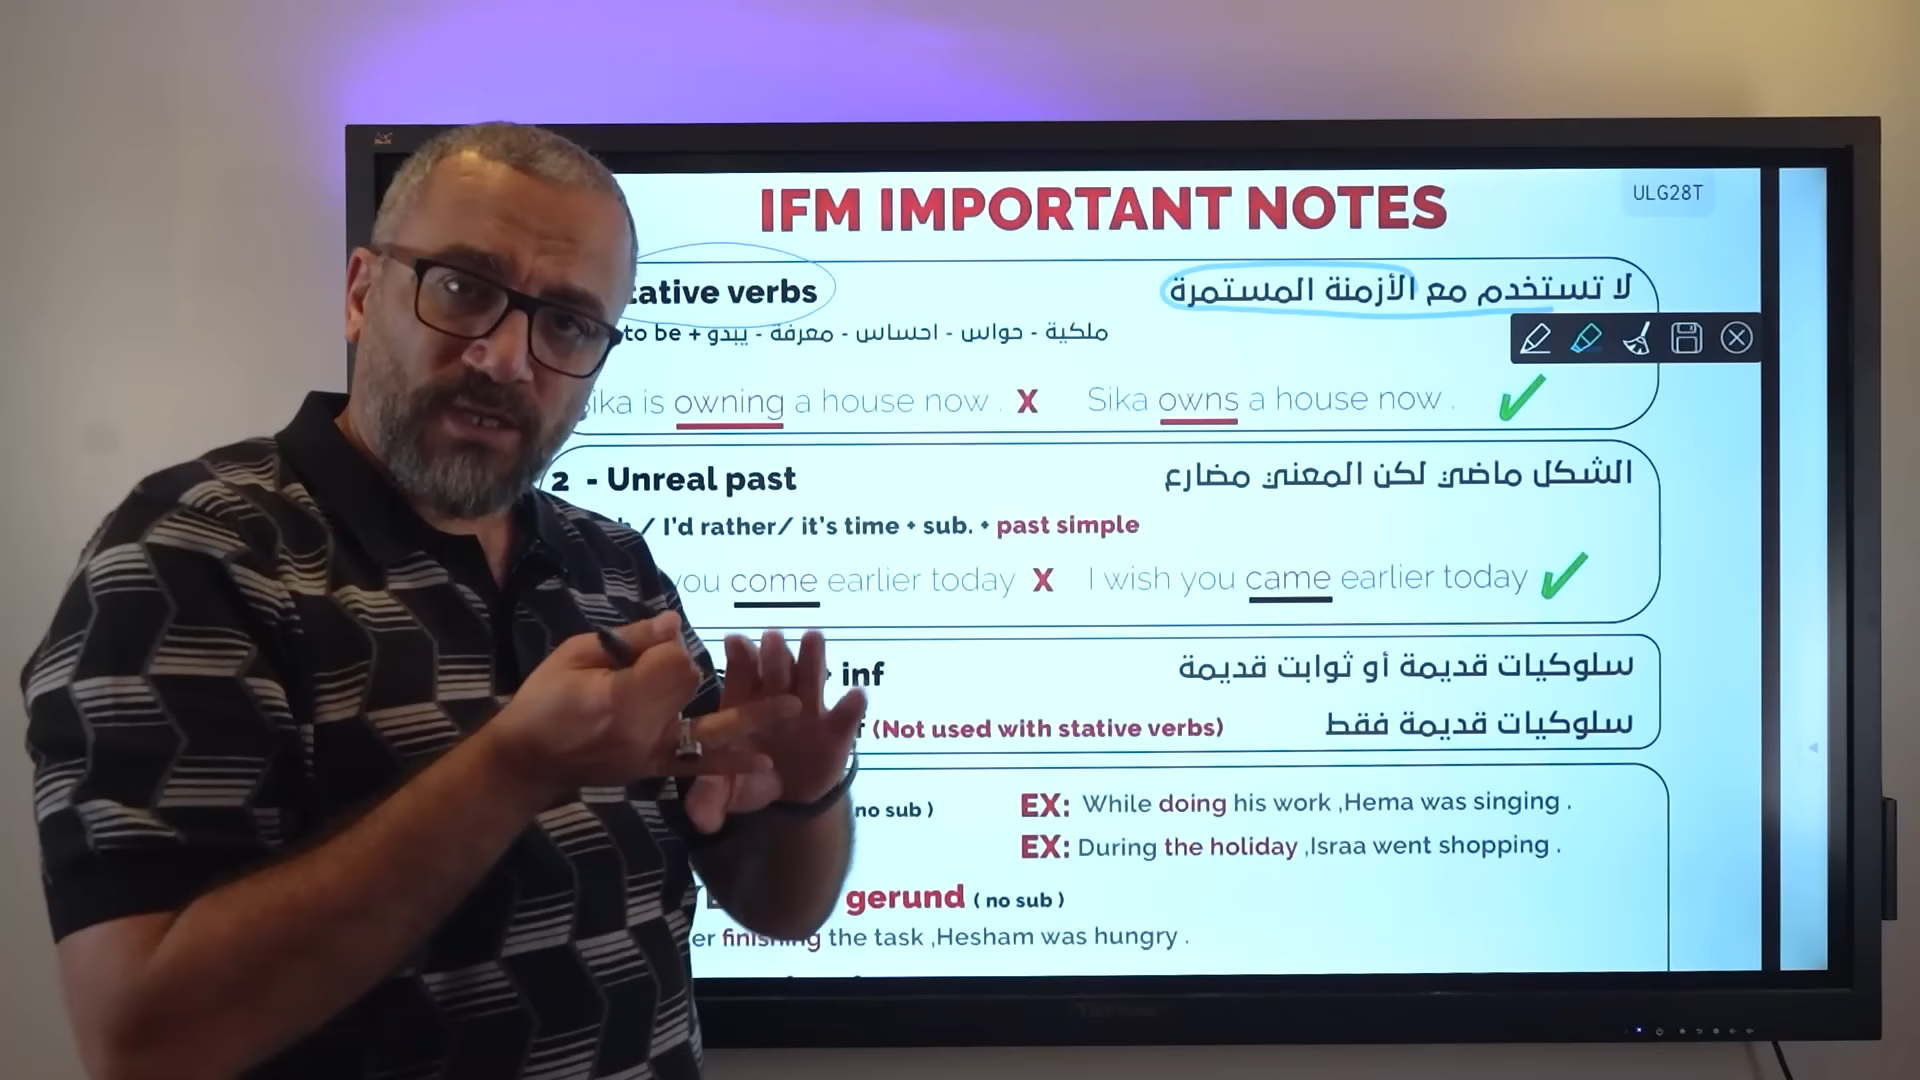 IFM IMPORTANT NOTES
ULG28T
tative verbs لا تستخدم مع الأزمنة المستمرة
to be + ملكية - حواس - احساس - معرفة - يبدو
ika is owning a house now . X Sika owns a house now .
2 - Unreal past الشكل ماضي لكن المعني مضارع
/ I'd rather/ it's time + sub. + past simple
you come earlier today X I wish you came earlier today
+ inf سلوكيات قديمة أو ثوابت قديمة
(Not used with stative verbs) سلوكيات قديمة فقط
no sub ) EX: While doing his work ,Hema was singing .
EX: During the holiday ,Israa went shopping .
gerund ( no sub )
er finishing the task ,Hesham was hungry .